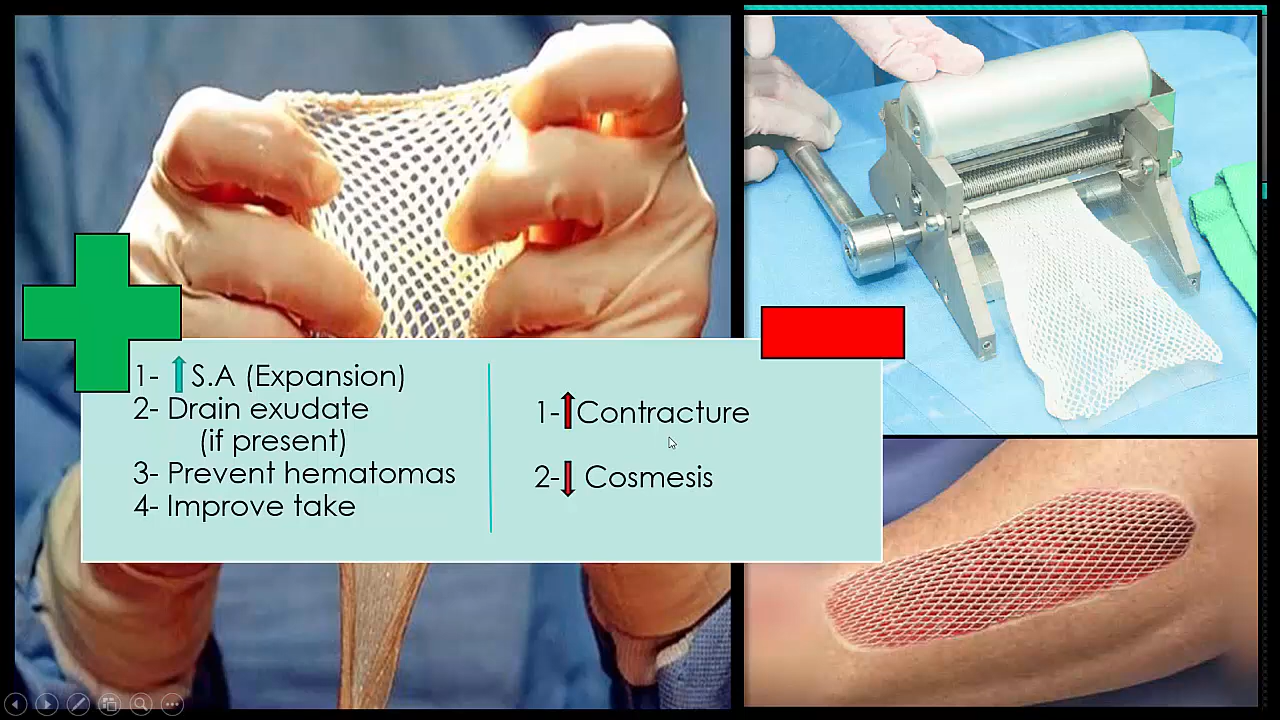 1- ↑S.A (Expansion)
2- Drain exudate
(if present)
3- Prevent hematomas
4- Improve take
1-↑Contracture
2-↓ Cosmesis